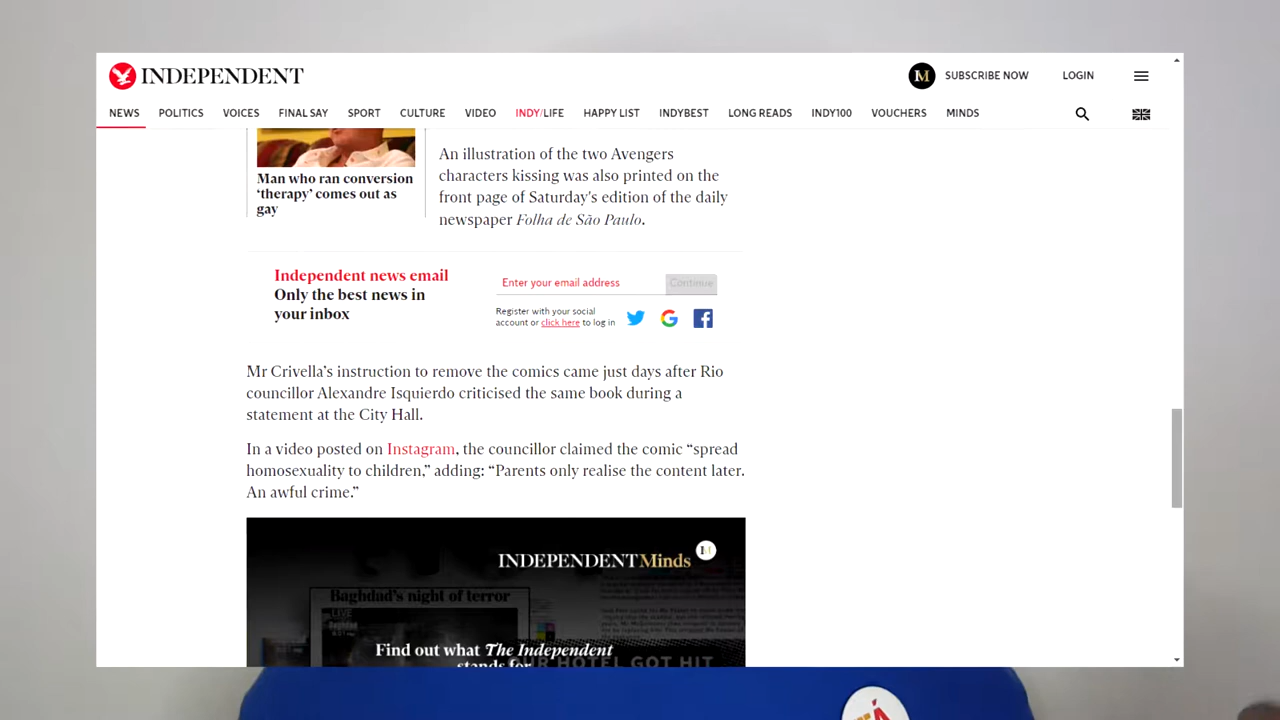 INDEPENDENT
M SUBSCRIBE NOW LOGIN
NEWS POLITICS VOICES FINAL SAY SPORT CULTURE VIDEO INDY/LIFE HAPPY LIST INDYBEST LONG READS INDY100 VOUCHERS MINDS
Man who ran conversion
‘therapy’ comes out as
gay
An illustration of the two Avengers
characters kissing was also printed on the
front page of Saturday's edition of the daily
newspaper Folha de São Paulo.
Independent news email
Only the best news in
your inbox
Enter your email address
Continue
Register with your social
account or click here to log in
Mr Crivella’s instruction to remove the comics came just days after Rio
councillor Alexandre Isquierdo criticised the same book during a
statement at the City Hall.
In a video posted on Instagram, the councillor claimed the comic “spread
homosexuality to children,” adding: “Parents only realise the content later.
An awful crime.”
INDEPENDENT Minds
Baghdad's night of terror
Find out what The Independent
stands for
HOTEL GOT HIT